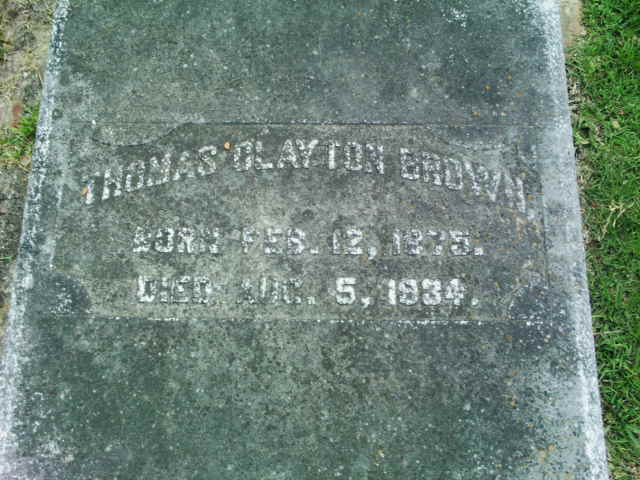 THOMAS CLAYTON BROWN,
BORN FEB. 12, 1875.
DIED AUG. 5, 1934.